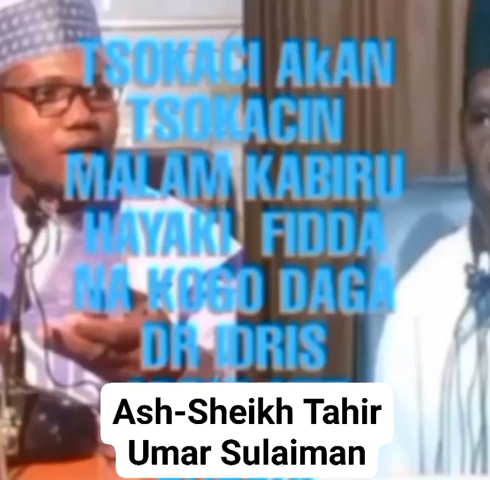 TSOKACI AKAN
TSOKACIN
MALAM KABIRU
HAYAKI FIDDA
NA KOGO DAGA
DR IDRIS
Ash-Sheikh Tahir
Umar Sulaiman